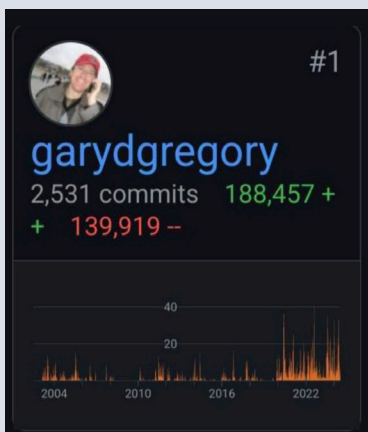 #1
garydgregory
2,531 commits 188,457 +
+ 139,919 --
40
20
2004 2010 2016 2022